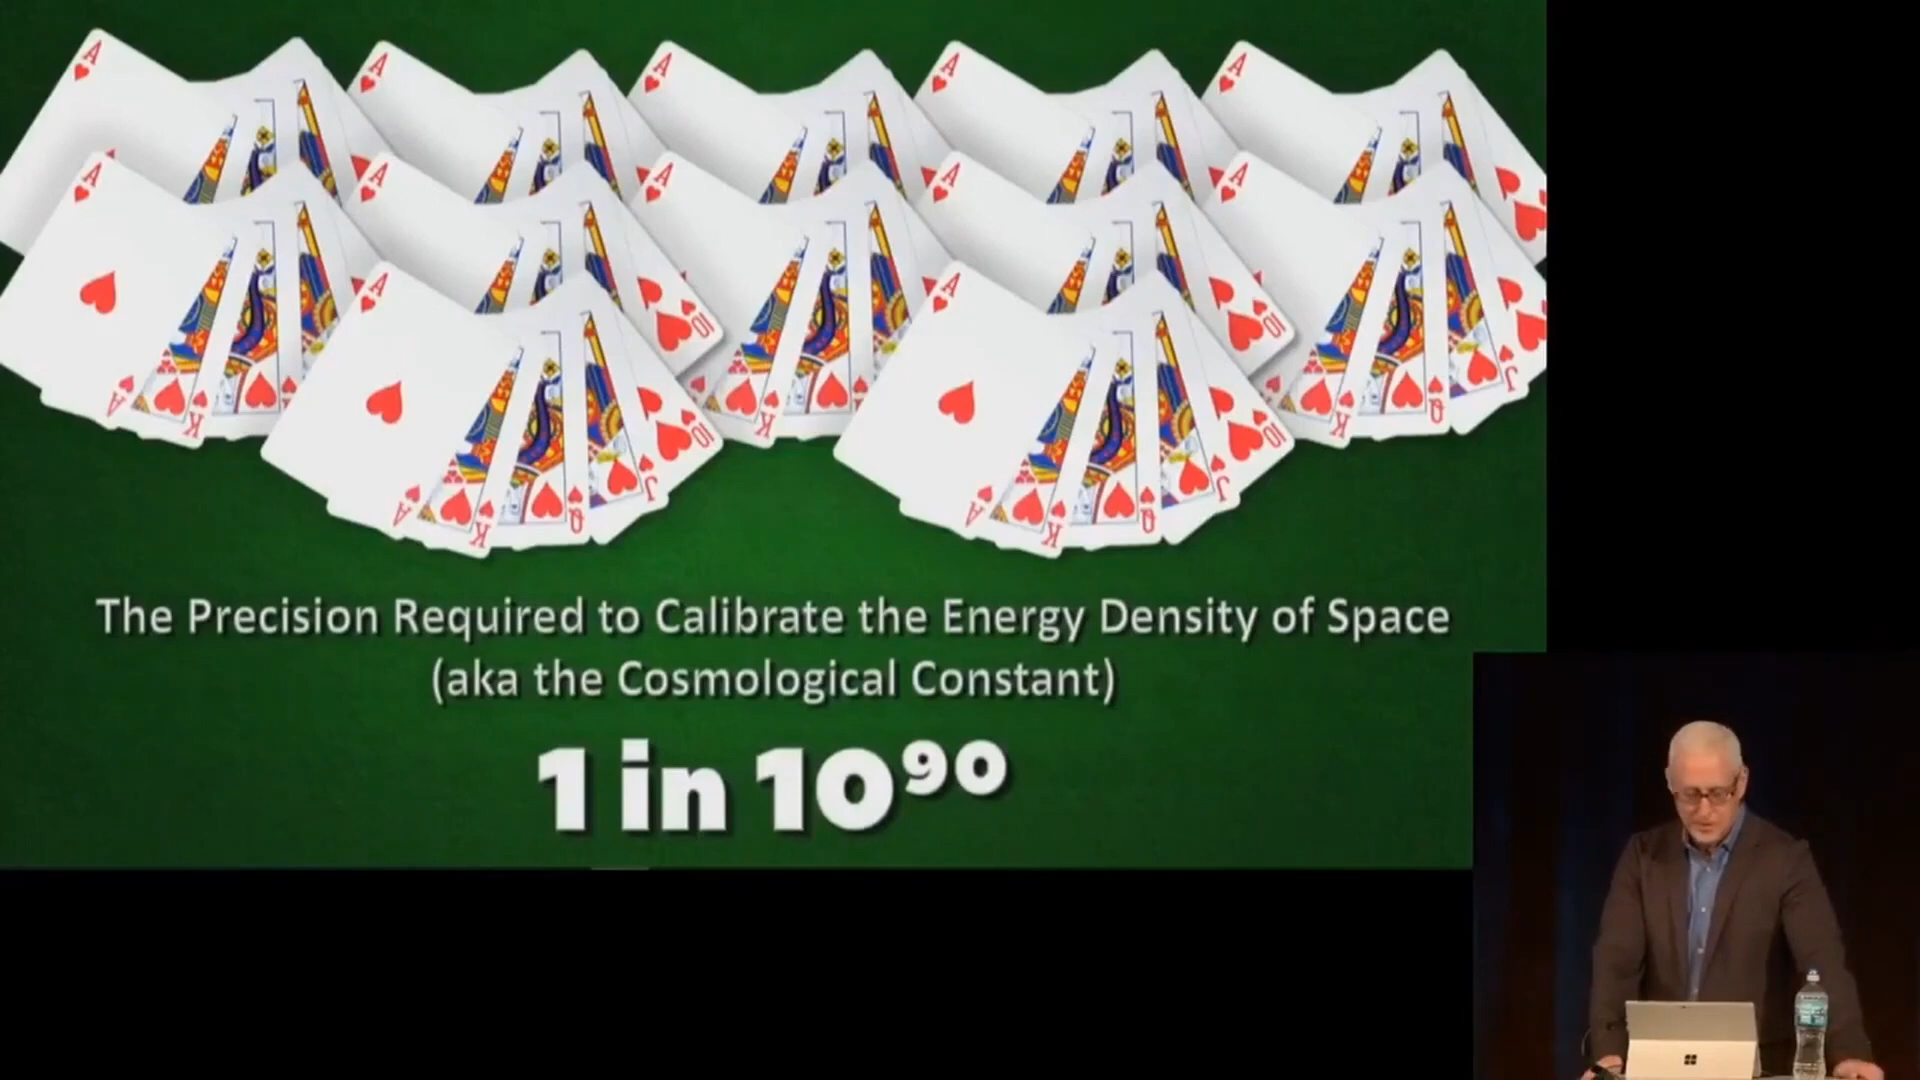 The Precision Required to Calibrate the Energy Density of Space
(aka the Cosmological Constant)
1 in 10⁹⁰